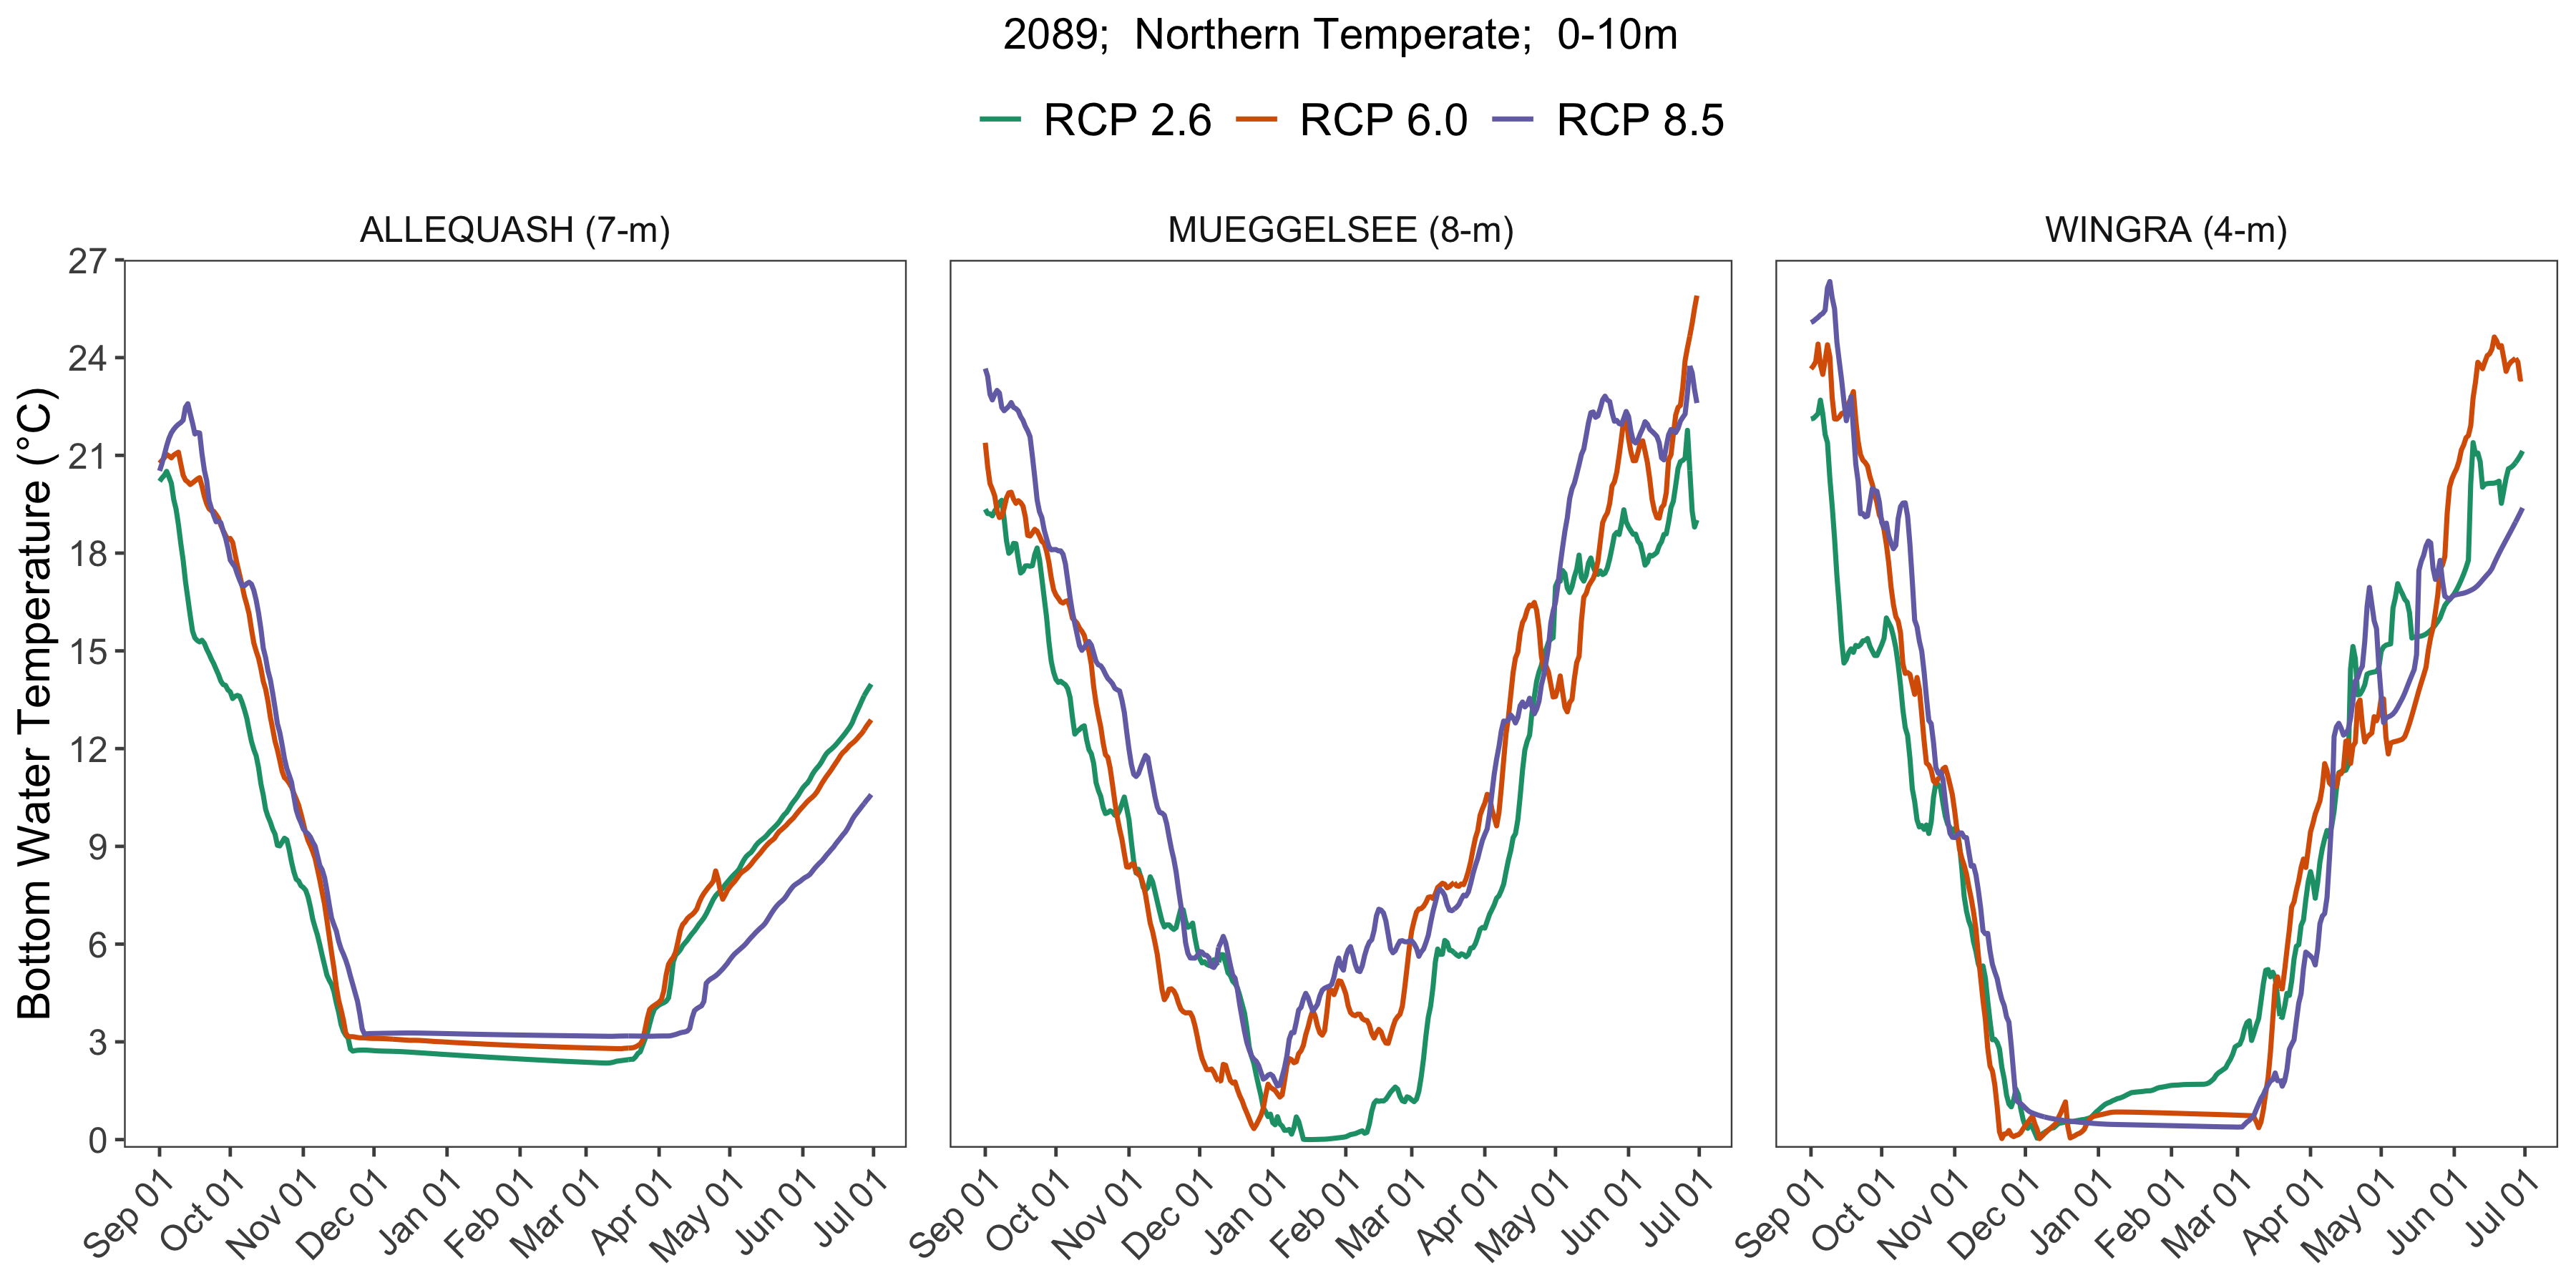 2089;  Northern Temperate;  0-10m
RCP 2.6 RCP 6.0 RCP 8.5
ALLEQUASH (7-m) MUEGGELSEE (8-m) WINGRA (4-m)
Bottom Water Temperature (°C)
27
24
21
18
15
12
9
6
3
0
Sep 01 Oct 01 Nov 01 Dec 01 Jan 01 Feb 01 Mar 01 Apr 01 May 01 Jun 01 Jul 01 Sep 01 Oct 01 Nov 01 Dec 01 Jan 01 Feb 01 Mar 01 Apr 01 May 01 Jun 01 Jul 01 Sep 01 Oct 01 Nov 01 Dec 01 Jan 01 Feb 01 Mar 01 Apr 01 May 01 Jun 01 Jul 01